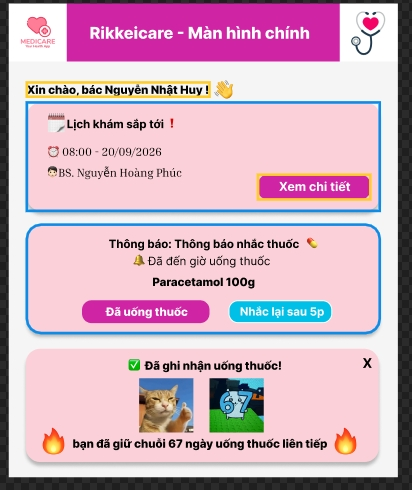 MEDICARE
Your Health App
Rikkeicare - Màn hình chính
Xin chào, bác Nguyễn Nhật Huy !
Lịch khám sắp tới
08:00 - 20/09/2026
BS. Nguyễn Hoàng Phúc
Xem chi tiết
Thông báo: Thông báo nhắc thuốc
Đã đến giờ uống thuốc
Paracetamol 100g
Đã uống thuốc
Nhắc lại sau 5p
Đã ghi nhận uống thuốc!
X
67
bạn đã giữ chuỗi 67 ngày uống thuốc liên tiếp